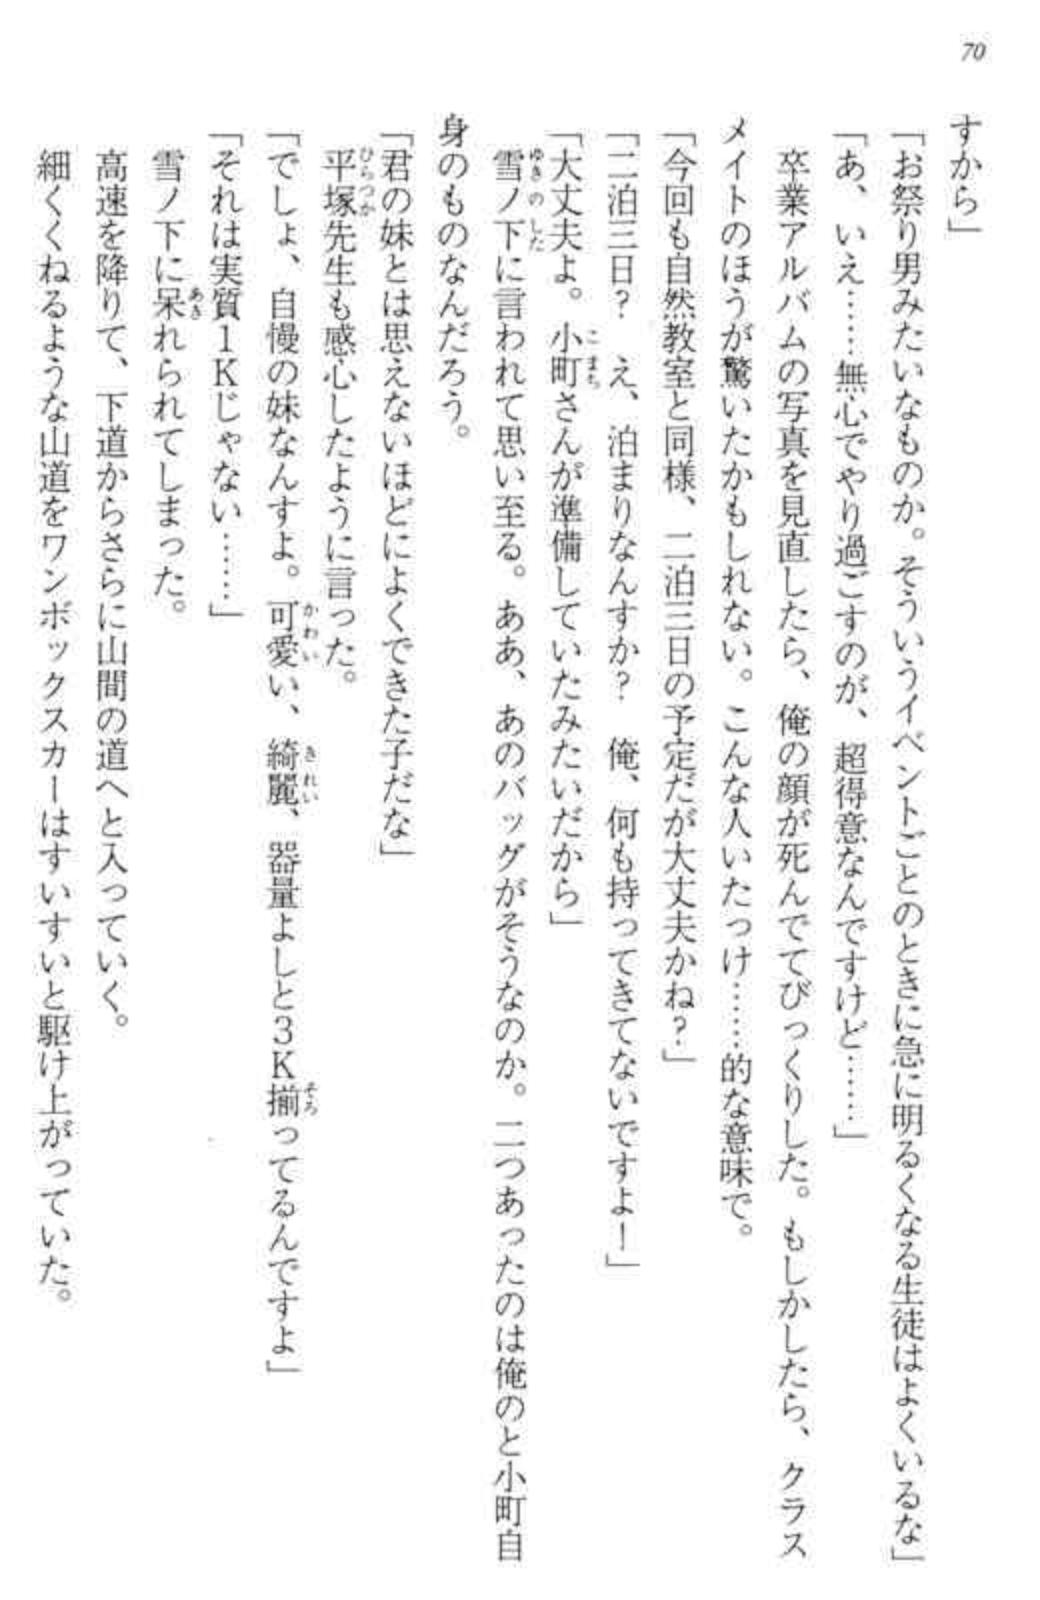 70
すから」
「お祭り男みたいなものか。そういうイベントごとのときに急に明るくなる生徒はよくいるな」
「あ、いえ……無心でやり過ごすのが、超得意なんですけど……」
卒業アルバムの写真を見直したら、俺の顔が死んでてびっくりした。もしかしたら、クラス
メイトのほうが驚いたかもしれない。こんな人いたっけ……的な意味で。
「今回も自然教室と同様、二泊三日の予定だが大丈夫かね?」
「二泊三日? え、泊まりなんすか? 俺、何も持ってきてないですよ!」
「大丈夫よ。小町さんが準備していたみたいだから」
雪ノ下に言われて思い至る。ああ、あのバッグがそうなのか。二つあったのは俺のと小町自
身のものなんだろう。
「君の妹とは思えないほどによくできた子だな」
平塚先生も感心したように言った。
「でしょ、自慢の妹なんすよ。可愛い、綺麗、器量よしと3K揃ってるんですよ」
「それは実質1Kじゃない……」
雪ノ下に呆れられてしまった。
高速を降りて、下道からさらに山間の道へと入っていく。
細くくねるような山道をワンボックスカーはすいすいと駆け上がっていた。